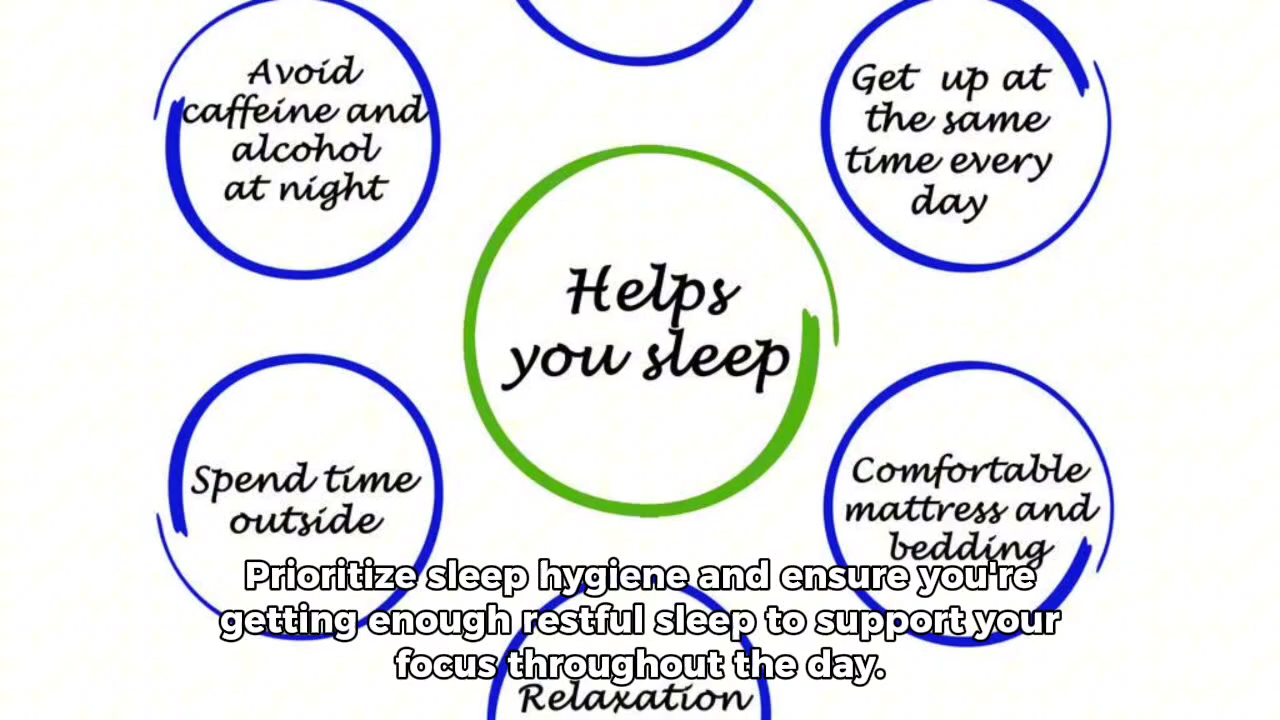 Avoid
caffeine and
alcohol
at night
Get up at
the same
time every
day
Helps
you sleep
Spend time
outside
Comfortable
mattress and
bedding
Prioritize sleep hygiene and ensure you're
getting enough restful sleep to support your
focus throughout the day.
Relaxation